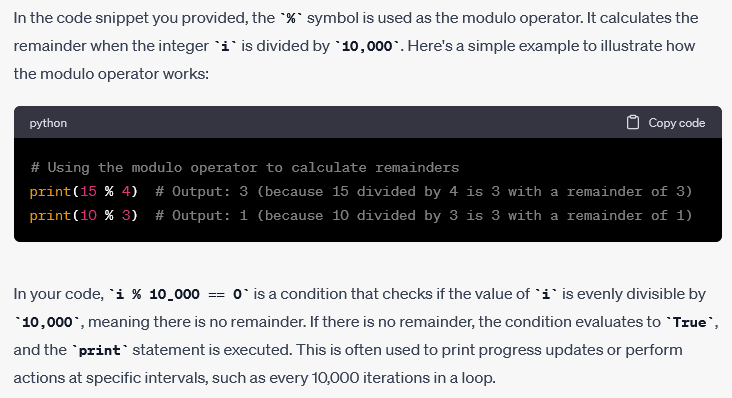 In the code snippet you provided, the `%` symbol is used as the modulo operator. It calculates the
remainder when the integer `i` is divided by `10,000`. Here's a simple example to illustrate how
the modulo operator works:
python
Copy code
# Using the modulo operator to calculate remainders
print(15 % 4)  # Output: 3 (because 15 divided by 4 is 3 with a remainder of 3)
print(10 % 3)  # Output: 1 (because 10 divided by 3 is 3 with a remainder of 1)
In your code, `i % 10_000 == 0` is a condition that checks if the value of `i` is evenly divisible by
`10,000`, meaning there is no remainder. If there is no remainder, the condition evaluates to `True`,
and the `print` statement is executed. This is often used to print progress updates or perform
actions at specific intervals, such as every 10,000 iterations in a loop.